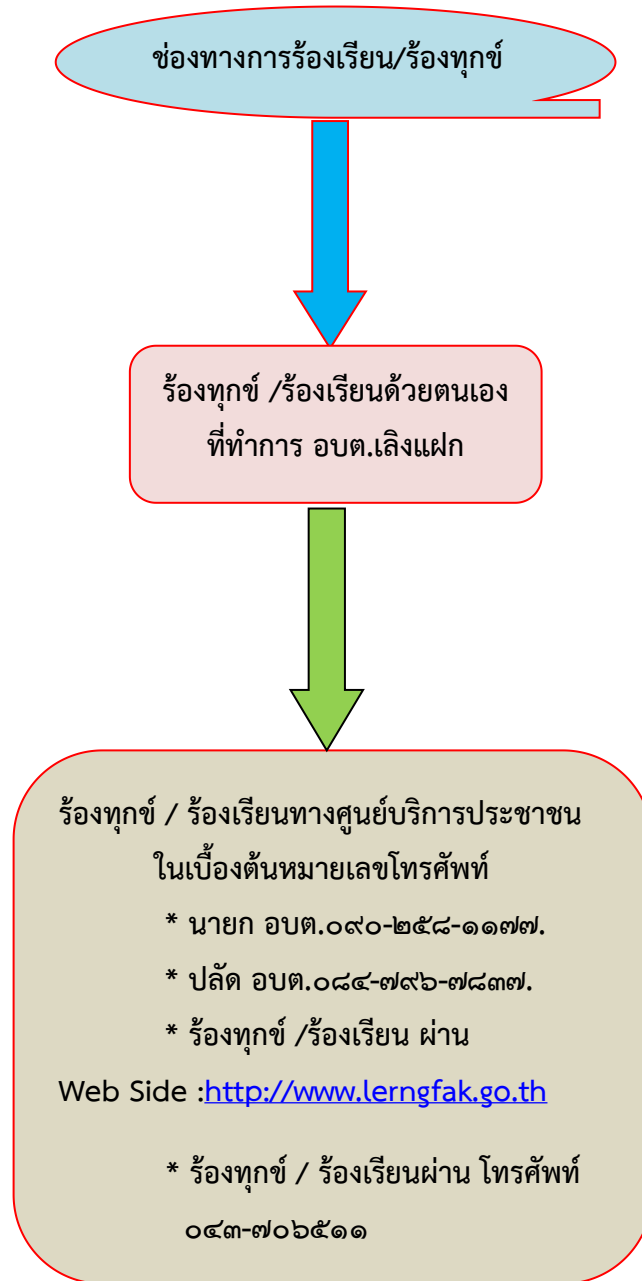 ช่องทางการร้องเรียน/ร้องทุกข์
ร้องทุกข์ /ร้องเรียนด้วยตนเอง
ที่ทำการ อบต.เลิงแฝก
ร้องทุกข์ / ร้องเรียนทางศูนย์บริการประชาชน
ในเบื้องต้นหมายเลขโทรศัพท์
* นายก อบต.๐๙๐-๒๕๘-๑๑๗๗.
* ปลัด อบต.๐๘๔-๗๙๖-๗๘๓๗.
* ร้องทุกข์ /ร้องเรียน ผ่าน
Web Side :http://www.lerngfak.go.th
* ร้องทุกข์ / ร้องเรียนผ่าน โทรศัพท์
๐๔๓-๗๐๖๕๑๑